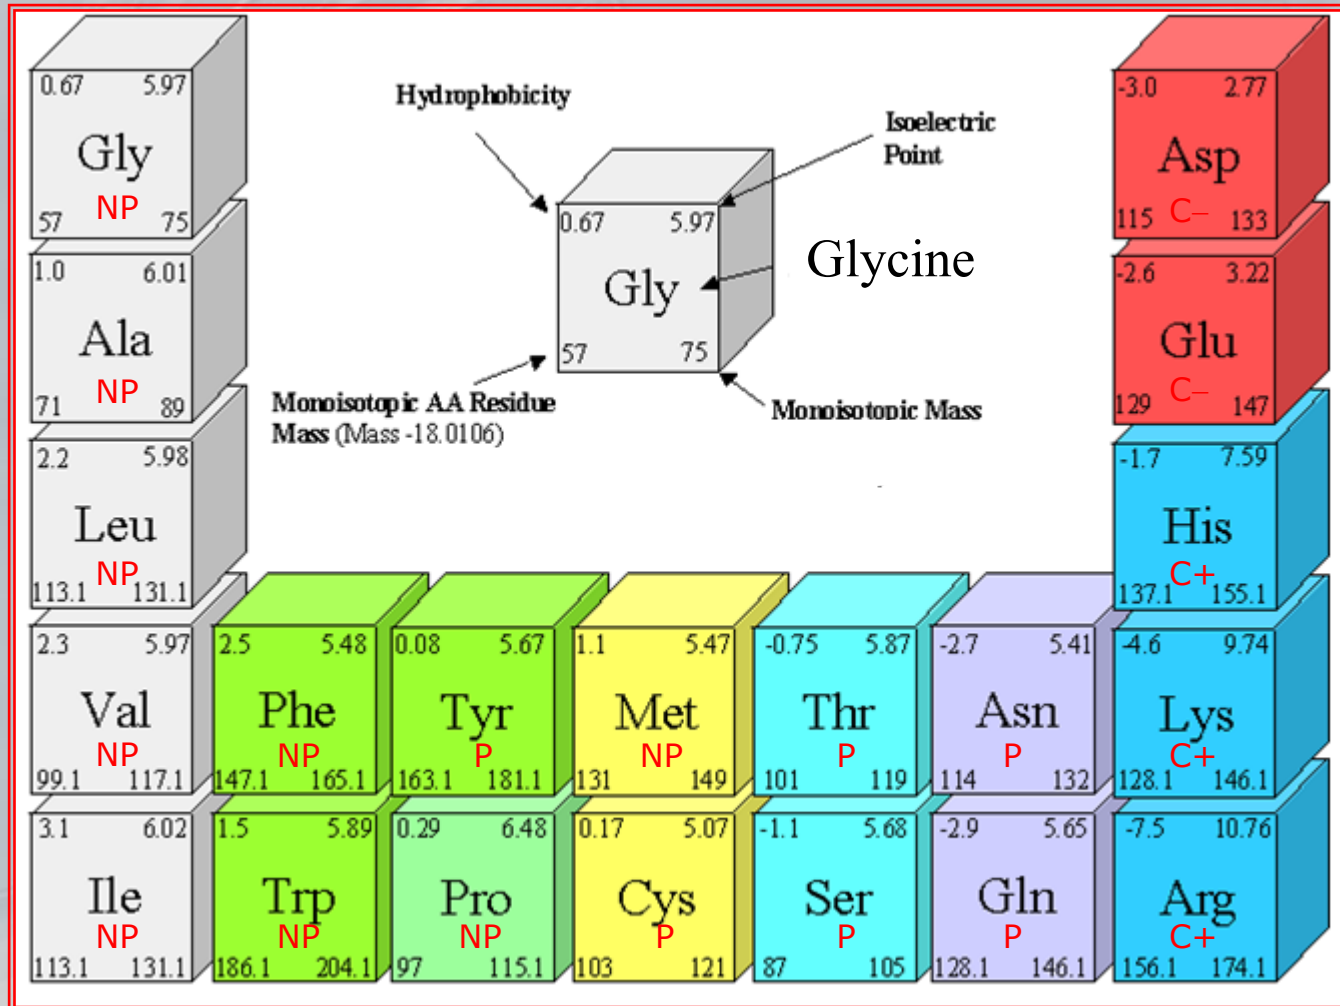 0.67 5.97
Gly
NP
57 75
1.0 6.01
Ala
NP
71 89
2.2 5.98
Leu
NP
113.1 131.1
Hydrophobicity
Isoelectric
Point
0.67 5.97
Gly
Glycine
57 75
Monoisotopic AA Residue
Mass (Mass -18.0106)
Monoisotopic Mass
-3.0 2.77
Asp
C–
115 133
-2.6 3.22
Glu
C–
129 147
-1.7 7.59
His
C+
137.1 155.1
2.3 5.97
Val
NP
99.1 117.1
2.5 5.48
Phe
NP
147.1 165.1
0.08 5.67
Tyr
P
163.1 181.1
1.1 5.47
Met
NP
131 149
-0.75 5.87
Thr
P
101 119
-2.7 5.41
Asn
P
114 132
-4.6 9.74
Lys
C+
128.1 146.1
3.1 6.02
Ile
NP
113.1 131.1
1.5 5.89
Trp
NP
186.1 204.1
0.29 6.48
Pro
NP
97 115.1
0.17 5.07
Cys
P
103 121
-1.1 5.68
Ser
P
87 105
-2.9 5.65
Gln
P
128.1 146.1
-7.5 10.76
Arg
C+
156.1 174.1